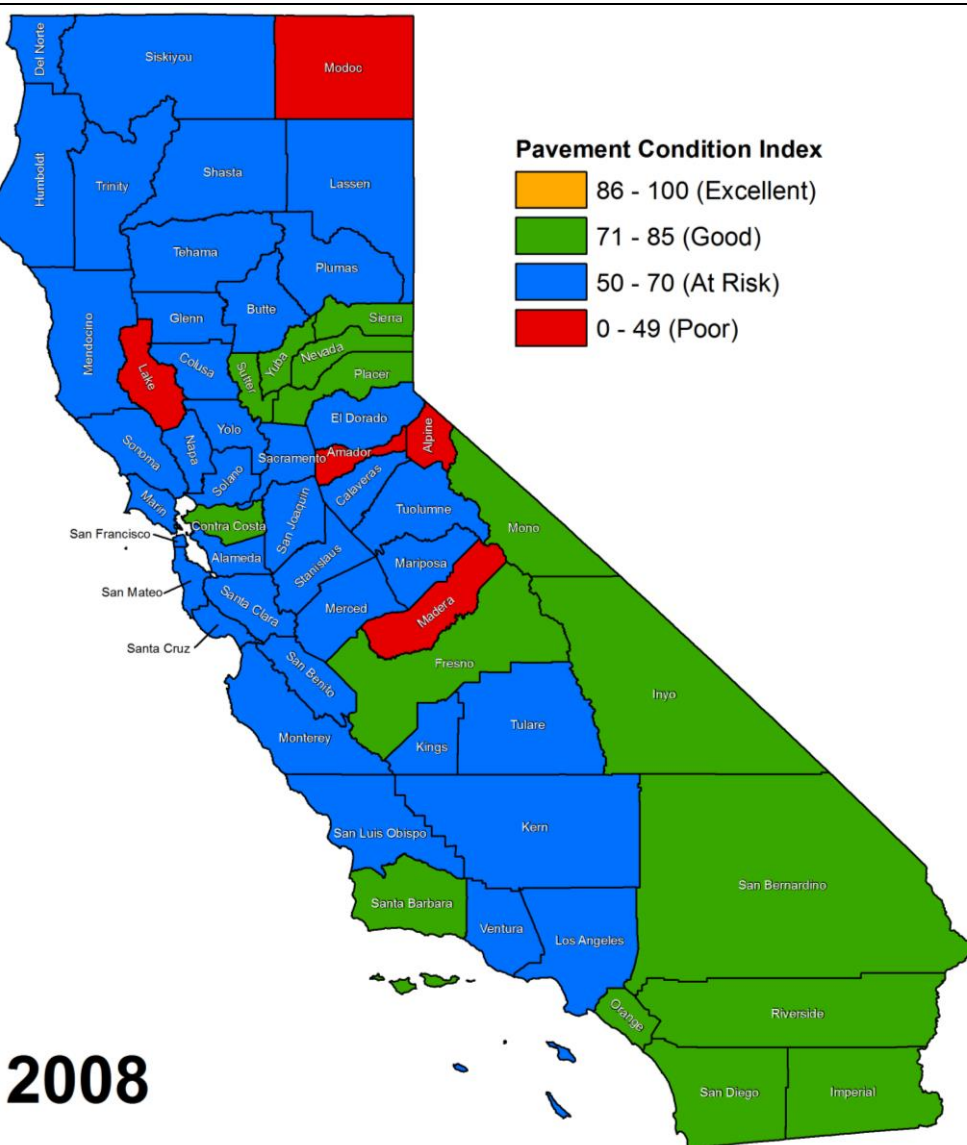 Del Norte
Siskiyou
Modoc
Humboldt
Trinity
Shasta
Lassen
Pavement Condition Index
86 - 100 (Excellent)
71 - 85 (Good)
50 - 70 (At Risk)
0 - 49 (Poor)
Tehama
Plumas
Mendocino
Glenn
Butte
Sierra
Lake
Colusa
Sutter
Yuba
Nevada
Placer
Sonoma
Napa
Yolo
El Dorado
Solano
Sacramento
Amador
Alpine
Marin
Calaveras
Contra Costa
San Joaquin
Tuolumne
Mono
San Francisco
Alameda
Stanislaus
Mariposa
San Mateo
Santa Clara
Merced
Madera
Santa Cruz
San Benito
Fresno
Inyo
Monterey
Kings
Tulare
San Luis Obispo
Kern
San Bernardino
Santa Barbara
Ventura
Los Angeles
Orange
Riverside
San Diego
Imperial
2008